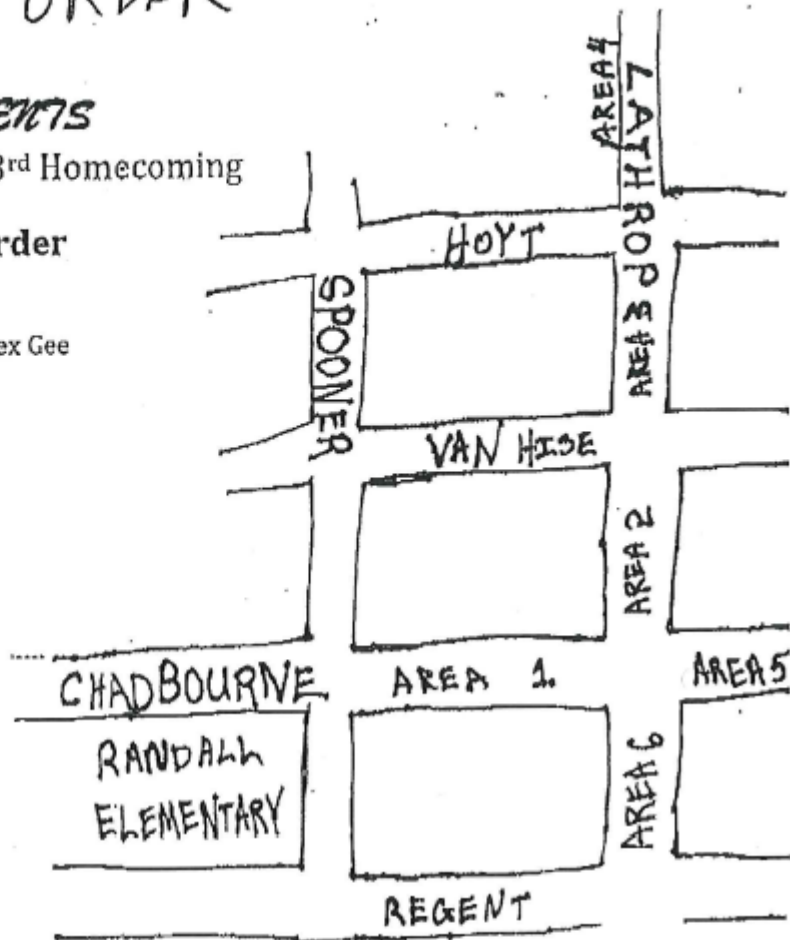 ORDER
ENTS
3rd Homecoming
rder
ex Gee
AREA 4
LATHROP
HOYT
SPOONER
AREA 3
VAN HISE
AREA 2
CHADBOURNE
AREA 1.
AREA 5
RANDALL
ELEMENTARY
AREA 6
REGENT